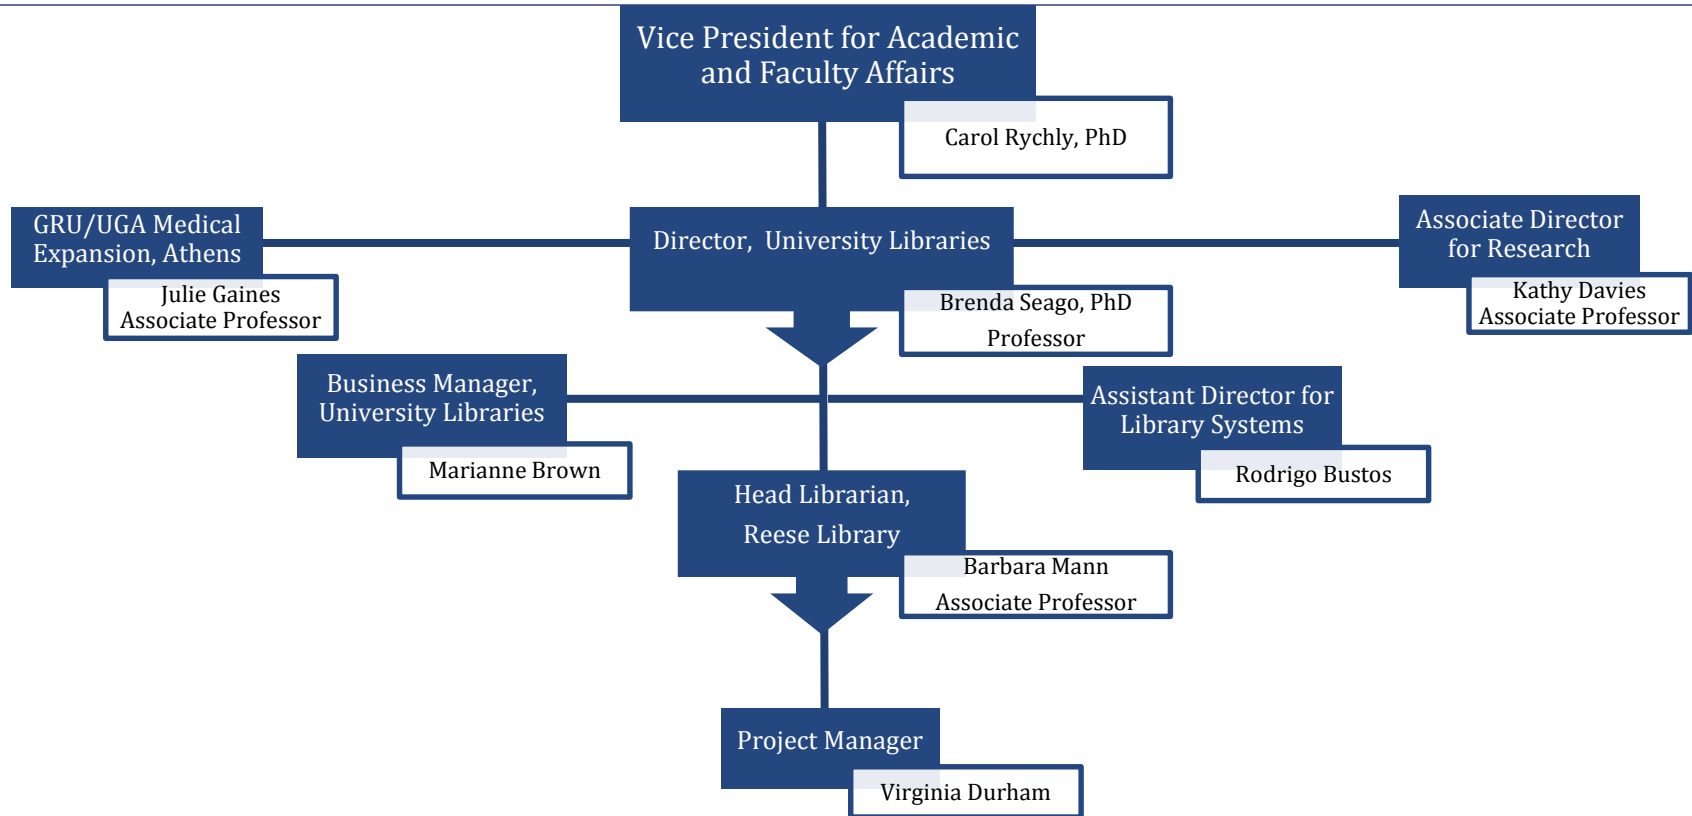 Vice President for Academic
and Faculty Affairs
Carol Rychly, PhD
GRU/UGA Medical
Expansion, Athens
Julie Gaines
Associate Professor
Director, University Libraries
Brenda Seago, PhD
Professor
Associate Director
for Research
Kathy Davies
Associate Professor
Business Manager,
University Libraries
Marianne Brown
Assistant Director for
Library Systems
Rodrigo Bustos
Head Librarian,
Reese Library
Barbara Mann
Associate Professor
Project Manager
Virginia Durham